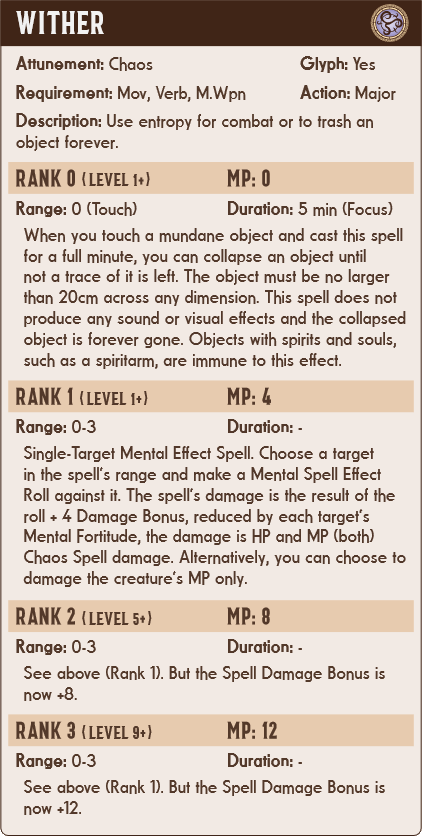 WITHER
Attunement: Chaos Glyph: Yes
Requirement: Mov, Verb, M.Wpn Action: Major
Description: Use entropy for combat or to trash an
object forever.
RANK 0 (LEVEL 1+) MP: 0
Range: 0 (Touch) Duration: 5 min (Focus)
When you touch a mundane object and cast this spell
for a full minute, you can collapse an object until
not a trace of it is left. The object must be no larger
than 20cm across any dimension. This spell does not
produce any sound or visual effects and the collapsed
object is forever gone. Objects with spirits and souls,
such as a spiritarm, are immune to this effect.
RANK 1 (LEVEL 1+) MP: 4
Range: 0-3 Duration: -
Single-Target Mental Effect Spell. Choose a target
in the spell's range and make a Mental Spell Effect
Roll against it. The spell's damage is the result of the
roll + 4 Damage Bonus, reduced by each target's
Mental Fortitude, the damage is HP and MP (both)
Chaos Spell damage. Alternatively, you can choose to
damage the creature's MP only.
RANK 2 (LEVEL 5+) MP: 8
Range: 0-3 Duration: -
See above (Rank 1). But the Spell Damage Bonus is
now +8.
RANK 3 (LEVEL 9+) MP: 12
Range: 0-3 Duration: -
See above (Rank 1). But the Spell Damage Bonus is
now +12.